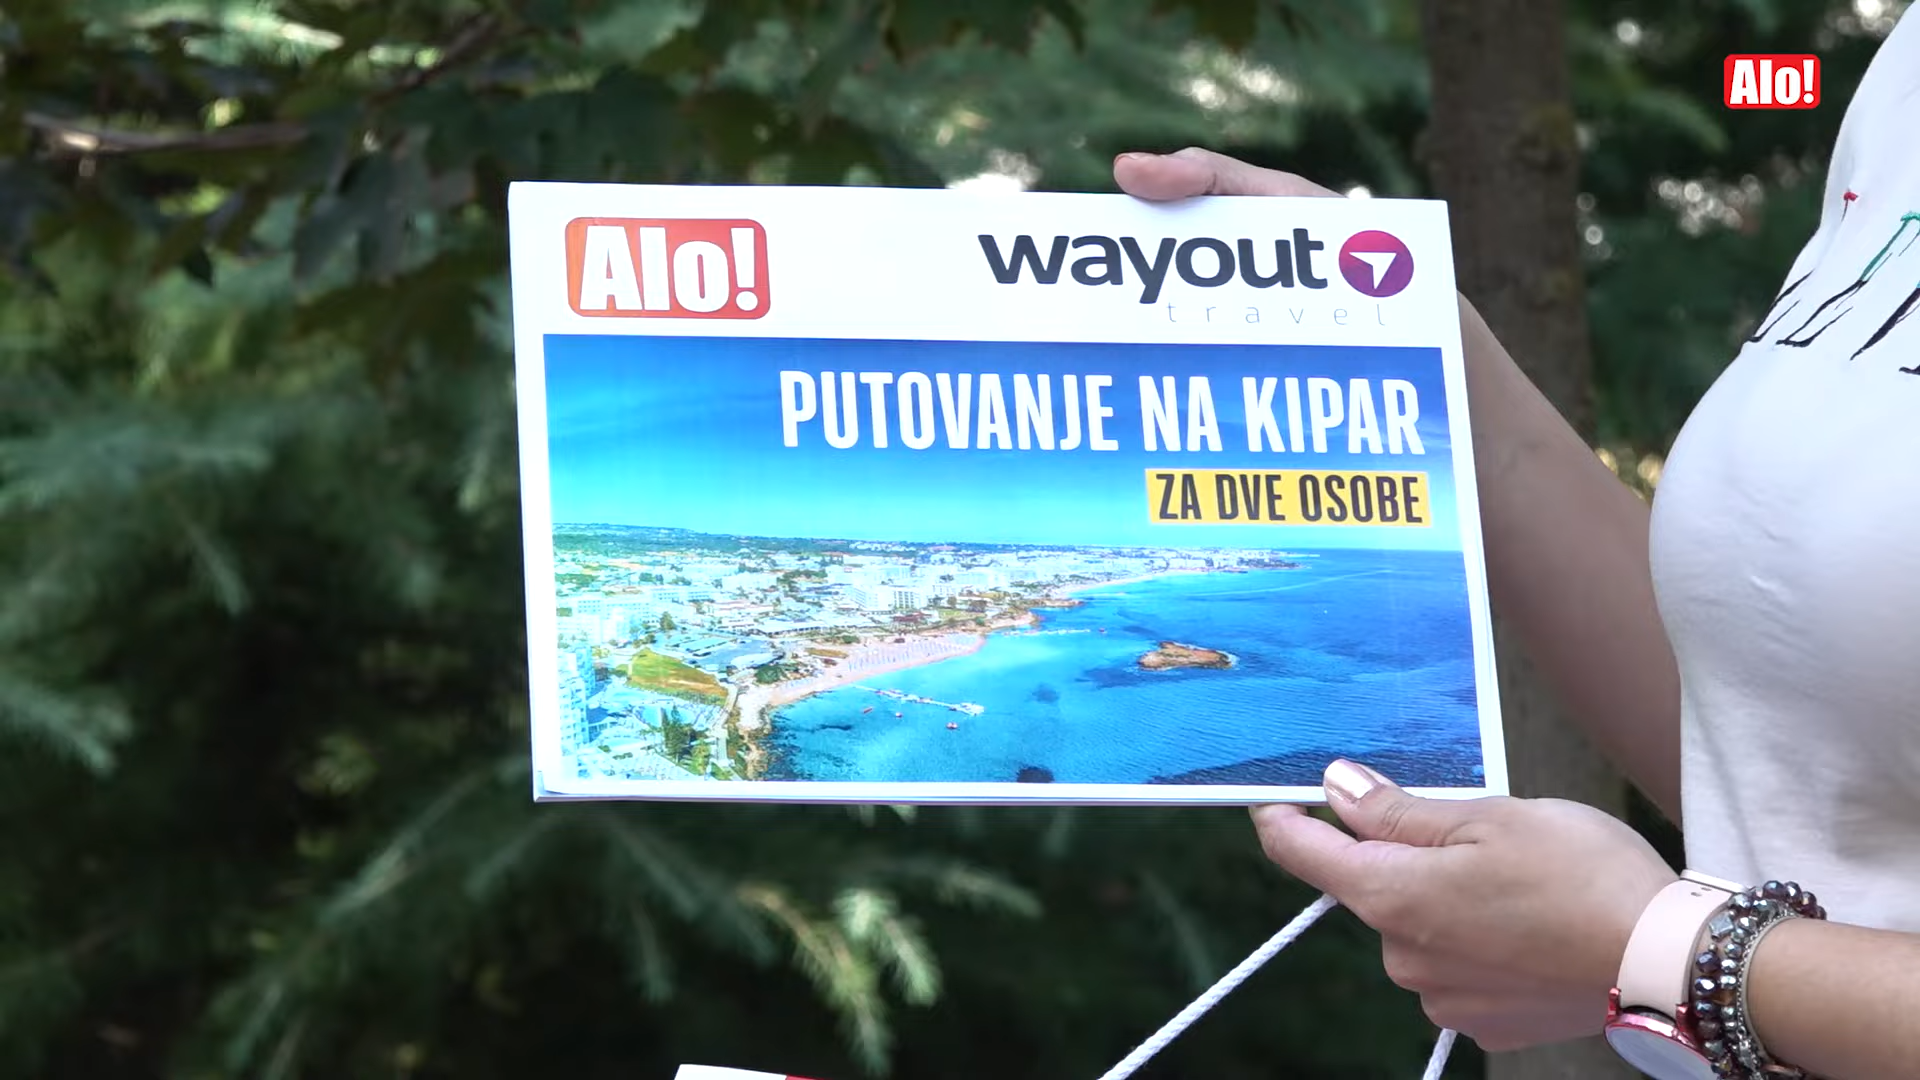 Alo!
Alo!
wayout
travel
PUTOVANJE NA KIPAR
ZA DVE OSOBE